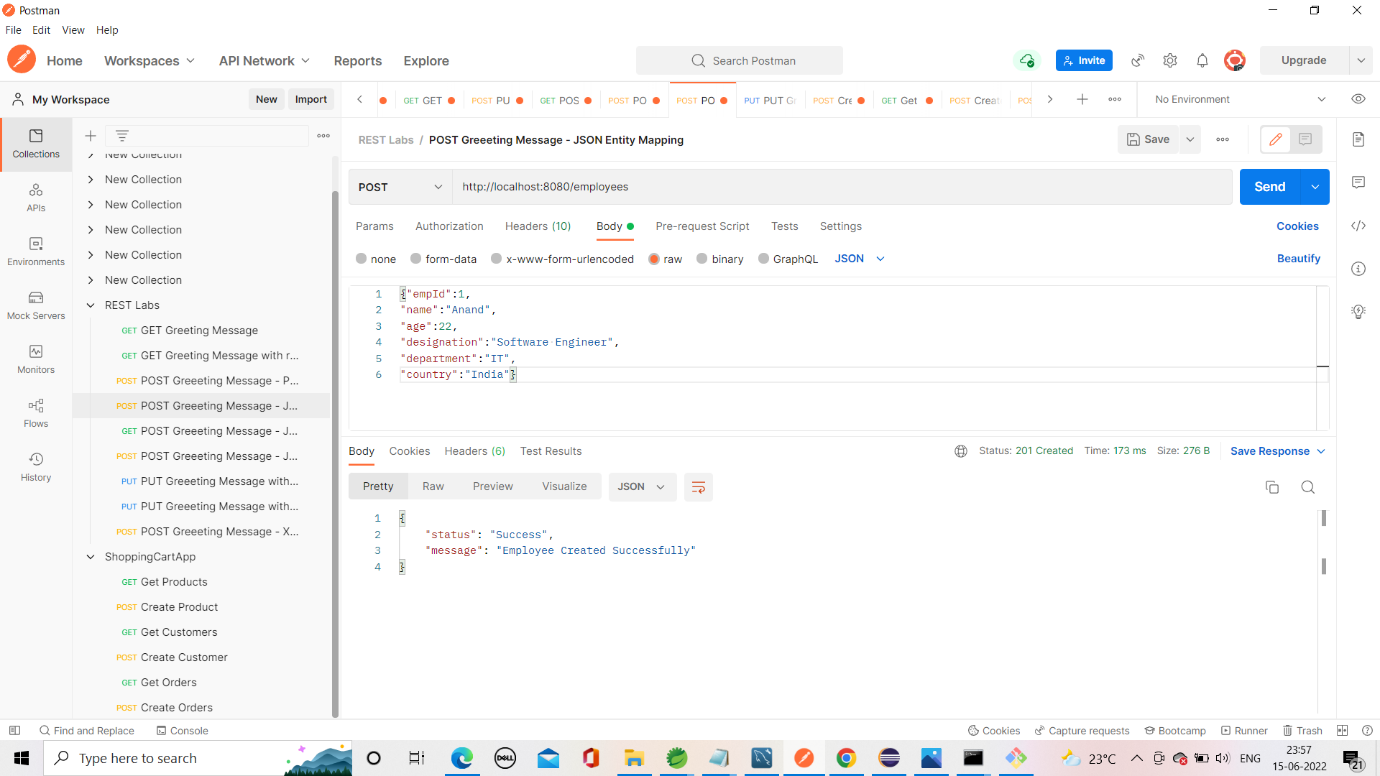 Postman
File Edit View Help
Home Workspaces API Network Reports Explore Search Postman Invite Upgrade
My Workspace New Import GET GET POST PU GET POS POST PO POST PO PUT PUT G POST Cre GET Get POST Creat POS No Environment
REST Labs / POST Greeeting Message - JSON Entity Mapping Save
Collections
APIs
Environments
Mock Servers
Monitors
Flows
History
New Collection
New Collection
New Collection
New Collection
New Collection
New Collection
REST Labs
GET GET Greeting Message
GET GET Greeting Message with r...
POST POST Greeeting Message - P...
POST POST Greeeting Message - J...
GET POST Greeeting Message - J...
POST POST Greeeting Message - J...
PUT PUT Greeeting Message with...
PUT PUT Greeeting Message with...
POST POST Greeeting Message - X...
ShoppingCartApp
GET Get Products
POST Create Product
GET Get Customers
POST Create Customer
GET Get Orders
POST Create Orders
POST http://localhost:8080/employees Send
Params Authorization Headers (10) Body Pre-request Script Tests Settings Cookies
none form-data x-www-form-urlencoded raw binary GraphQL JSON Beautify
1 {"empId":1,
2 "name":"Anand",
3 "age":22,
4 "designation":"Software Engineer",
5 "department":"IT",
6 "country":"India"}
Body Cookies Headers (6) Test Results Status: 201 Created Time: 173 ms Size: 276 B Save Response
Pretty Raw Preview Visualize JSON
1 {
2 "status": "Success",
3 "message": "Employee Created Successfully"
4 }
Find and Replace Console Cookies Capture requests Bootcamp Runner Trash
Type here to search DELL 23°C ENG 23:57
15-06-2022 21